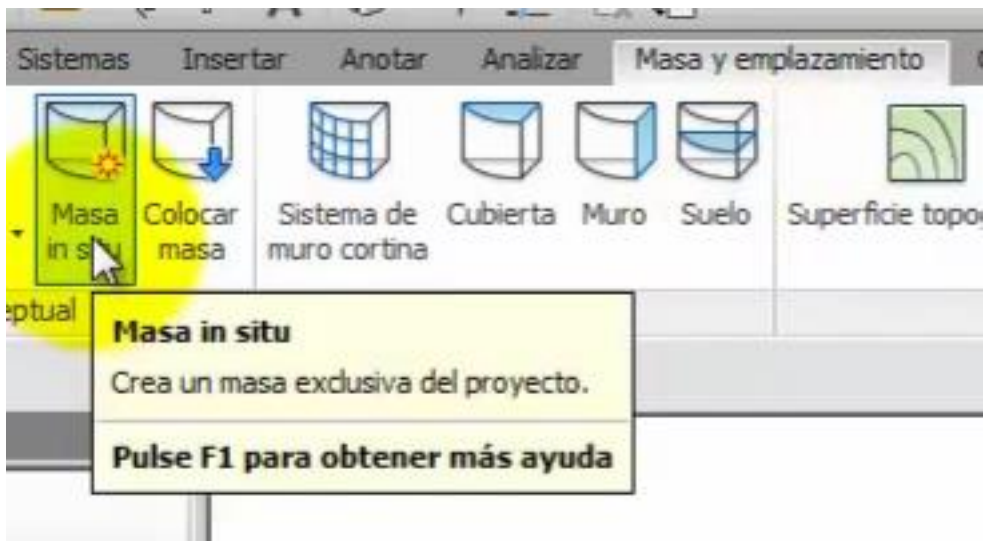 Sistemas Insertar Anotar Analizar Masa y emplazamiento
Masa Colocar Sistema de Cubierta Muro Suelo Superficie topog
in situ masa muro cortina
eptual
Masa in situ
Crea un masa exclusiva del proyecto.
Pulse F1 para obtener más ayuda